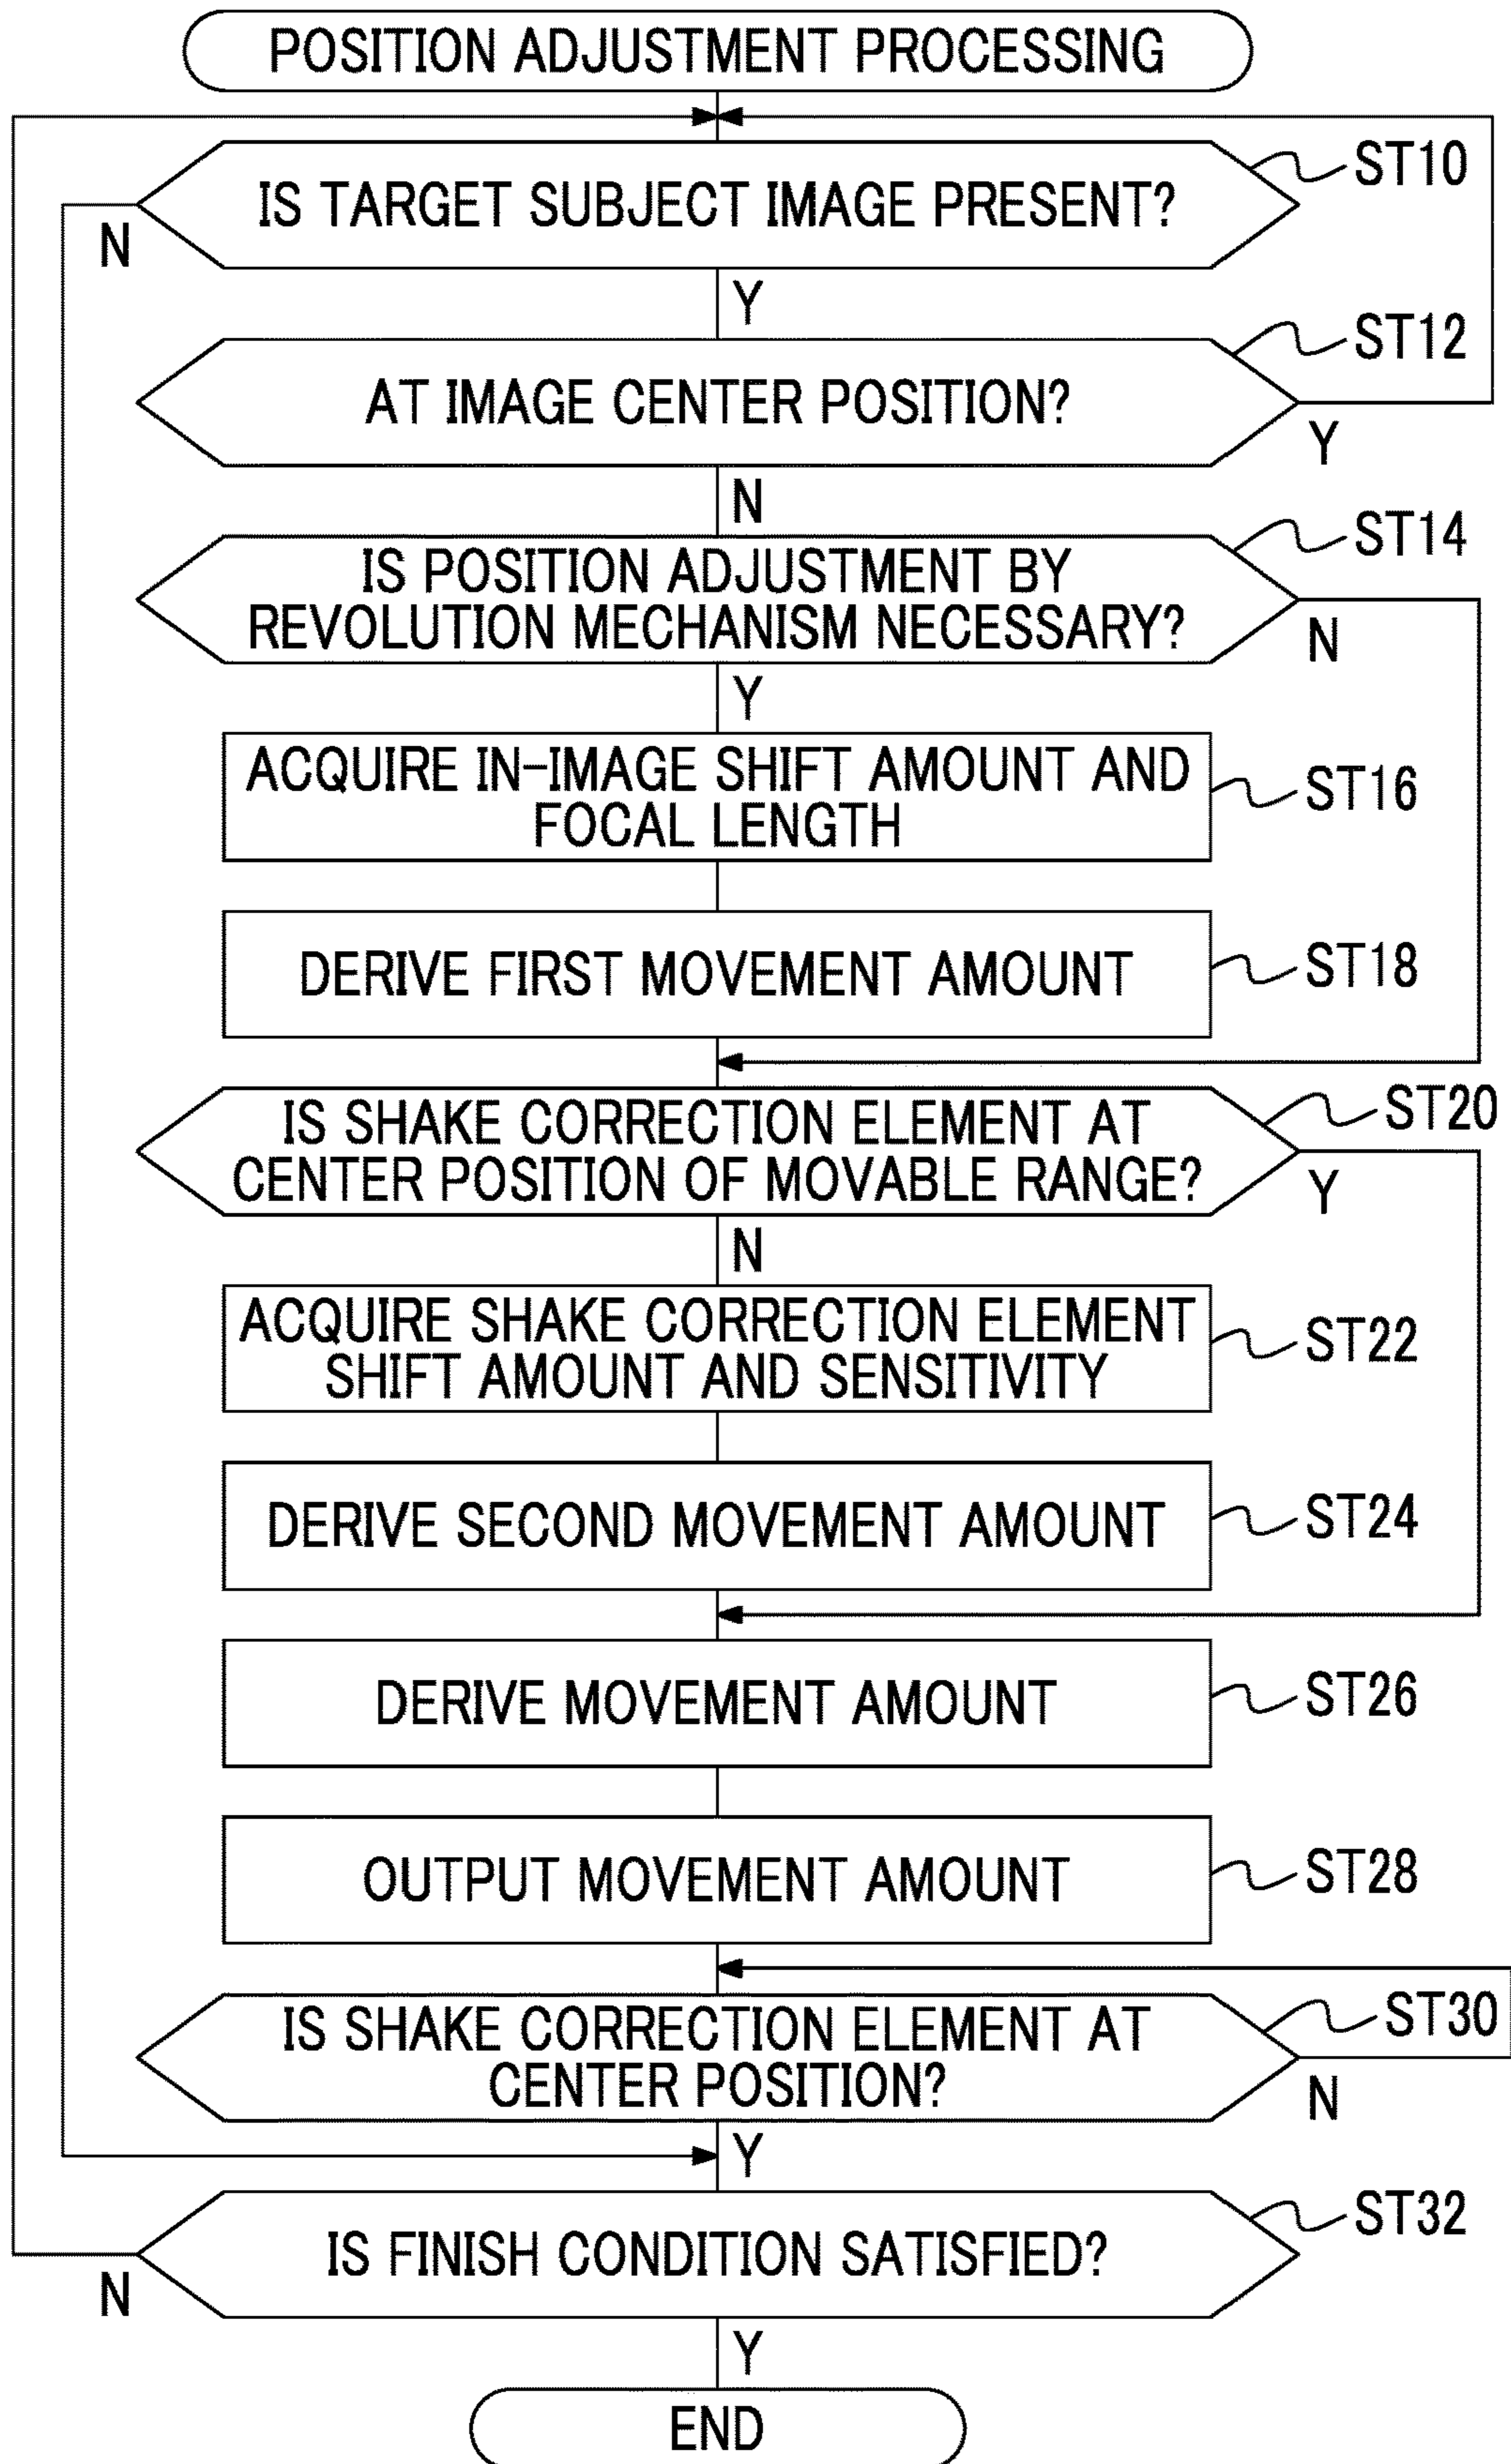 POSITION ADJUSTMENT PROCESSING
IS TARGET SUBJECT IMAGE PRESENT?
ST10
N
Y
AT IMAGE CENTER POSITION?
ST12
Y
N
IS POSITION ADJUSTMENT BY
REVOLUTION MECHANISM NECESSARY?
ST14
N
Y
ACQUIRE IN-IMAGE SHIFT AMOUNT AND
FOCAL LENGTH
ST16
DERIVE FIRST MOVEMENT AMOUNT
ST18
IS SHAKE CORRECTION ELEMENT AT
CENTER POSITION OF MOVABLE RANGE?
ST20
Y
N
ACQUIRE SHAKE CORRECTION ELEMENT
SHIFT AMOUNT AND SENSITIVITY
ST22
DERIVE SECOND MOVEMENT AMOUNT
ST24
DERIVE MOVEMENT AMOUNT
ST26
OUTPUT MOVEMENT AMOUNT
ST28
IS SHAKE CORRECTION ELEMENT AT
CENTER POSITION?
ST30
N
Y
IS FINISH CONDITION SATISFIED?
ST32
N
Y
END